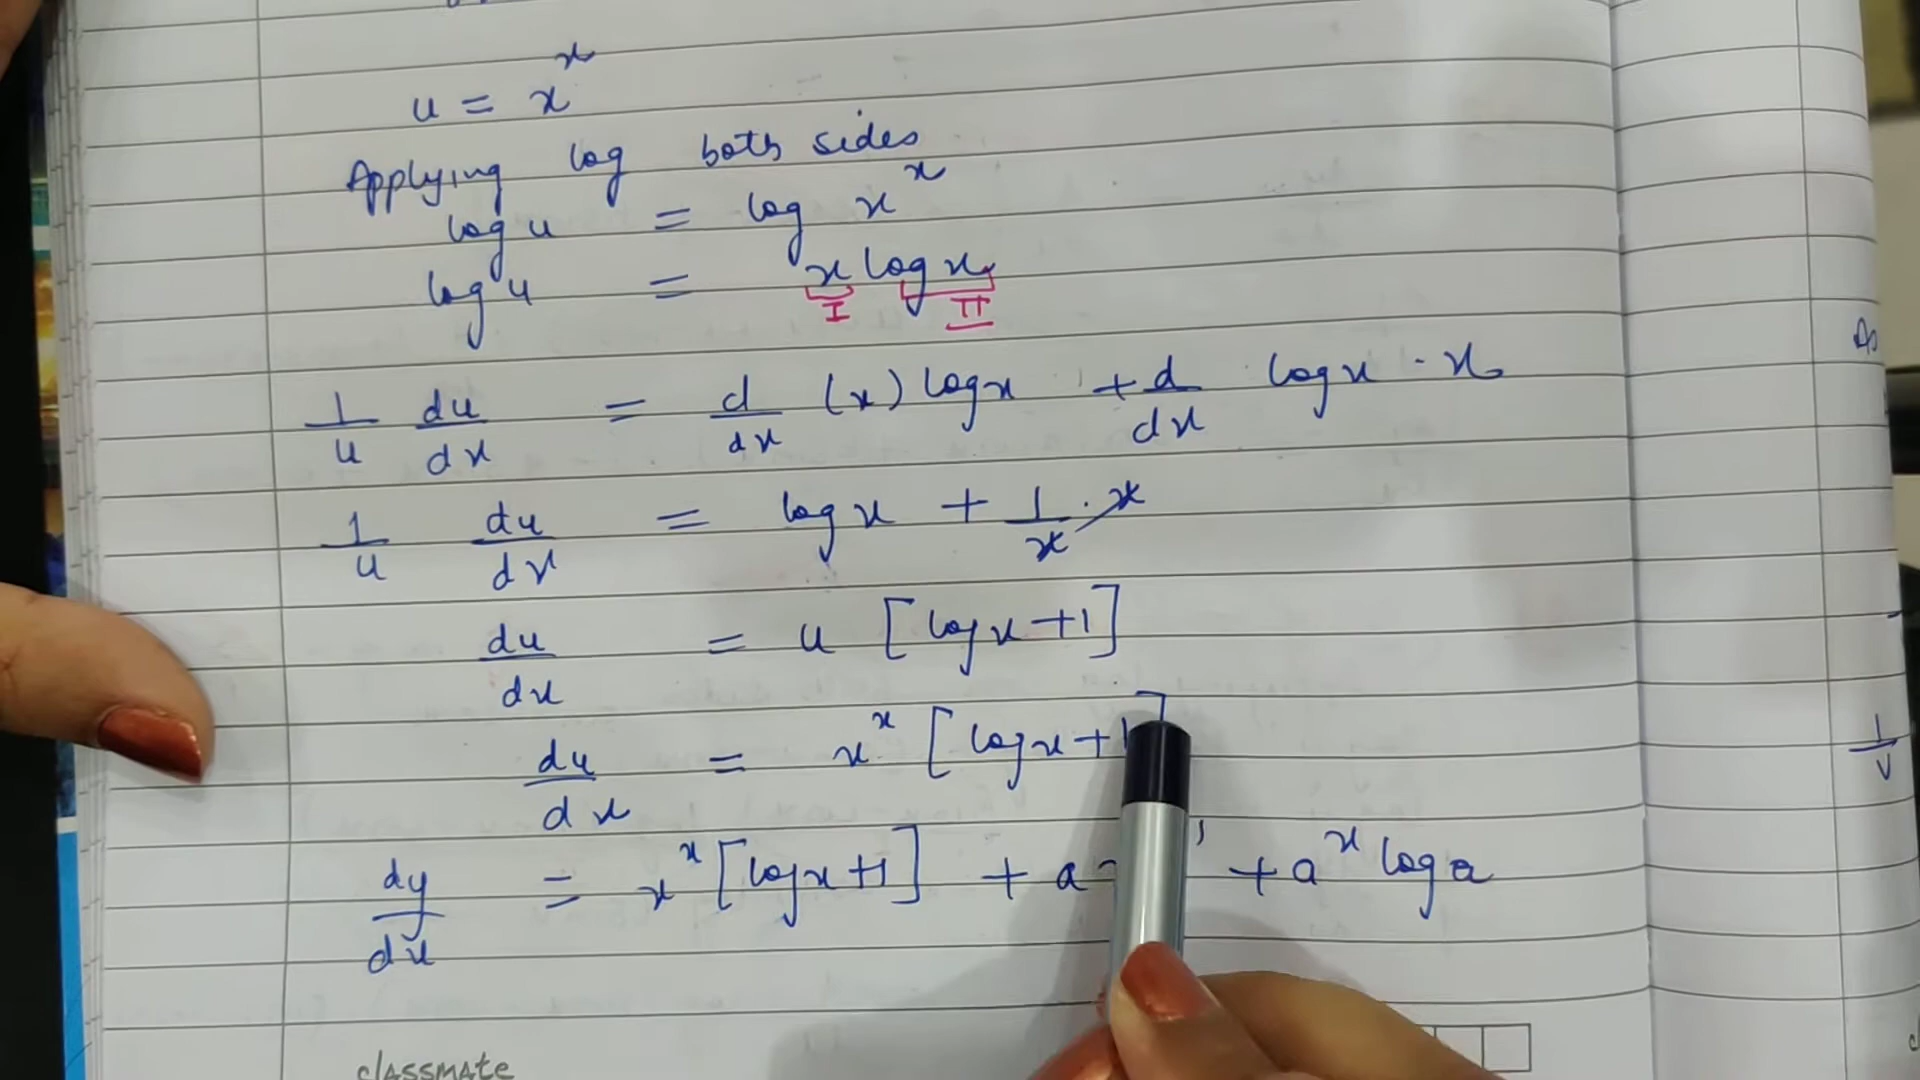 u = x^x
Applying log both sides
log u = log x^x
log u = x log x
I II
1/u du/dx = d/dx (x) log x + d/dx log x · x
1/u du/dx = log x + 1/x · x
du/dx = u [log x + 1]
du/dx = x^x [log x + 1]
dy/dx = x^x [log x + 1] + a + a^x log a
classmate
1/v